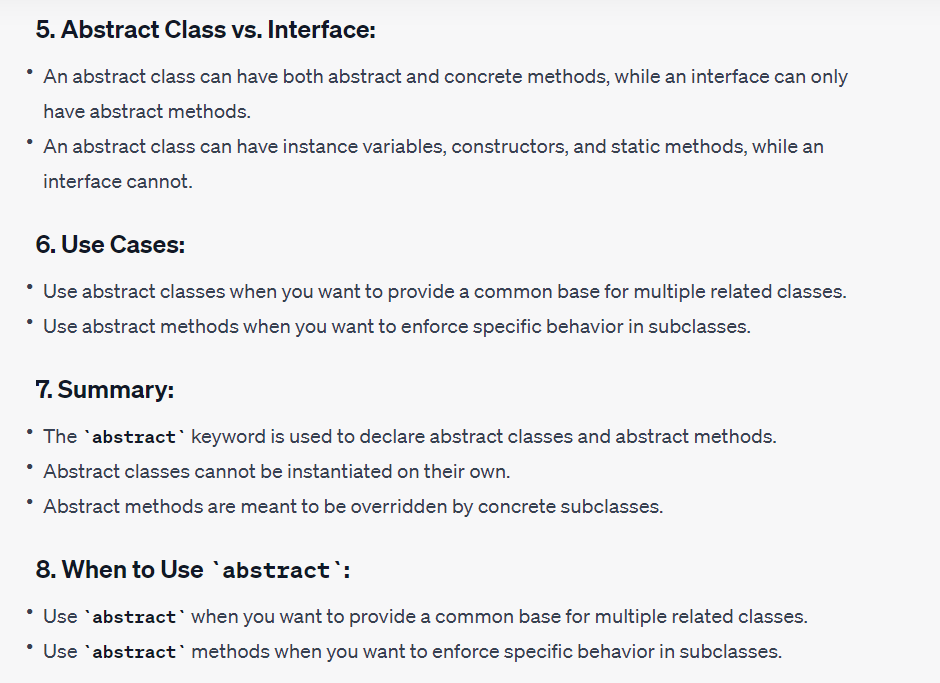 5. Abstract Class vs. Interface:
• An abstract class can have both abstract and concrete methods, while an interface can only
have abstract methods.
• An abstract class can have instance variables, constructors, and static methods, while an
interface cannot.
6. Use Cases:
• Use abstract classes when you want to provide a common base for multiple related classes.
• Use abstract methods when you want to enforce specific behavior in subclasses.
7. Summary:
• The `abstract` keyword is used to declare abstract classes and abstract methods.
• Abstract classes cannot be instantiated on their own.
• Abstract methods are meant to be overridden by concrete subclasses.
8. When to Use `abstract`:
• Use `abstract` when you want to provide a common base for multiple related classes.
• Use `abstract` methods when you want to enforce specific behavior in subclasses.